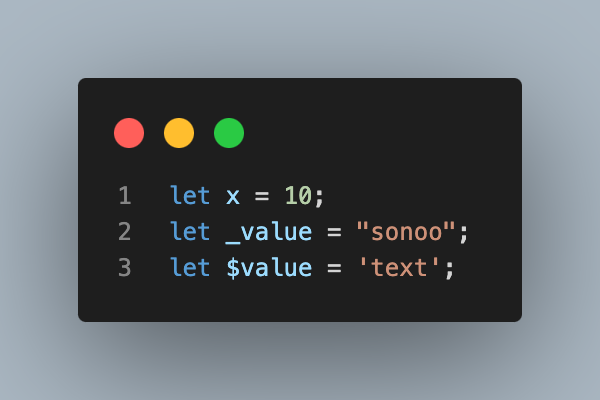 1 let x = 10;
2 let _value = "sonoo";
3 let $value = 'text';